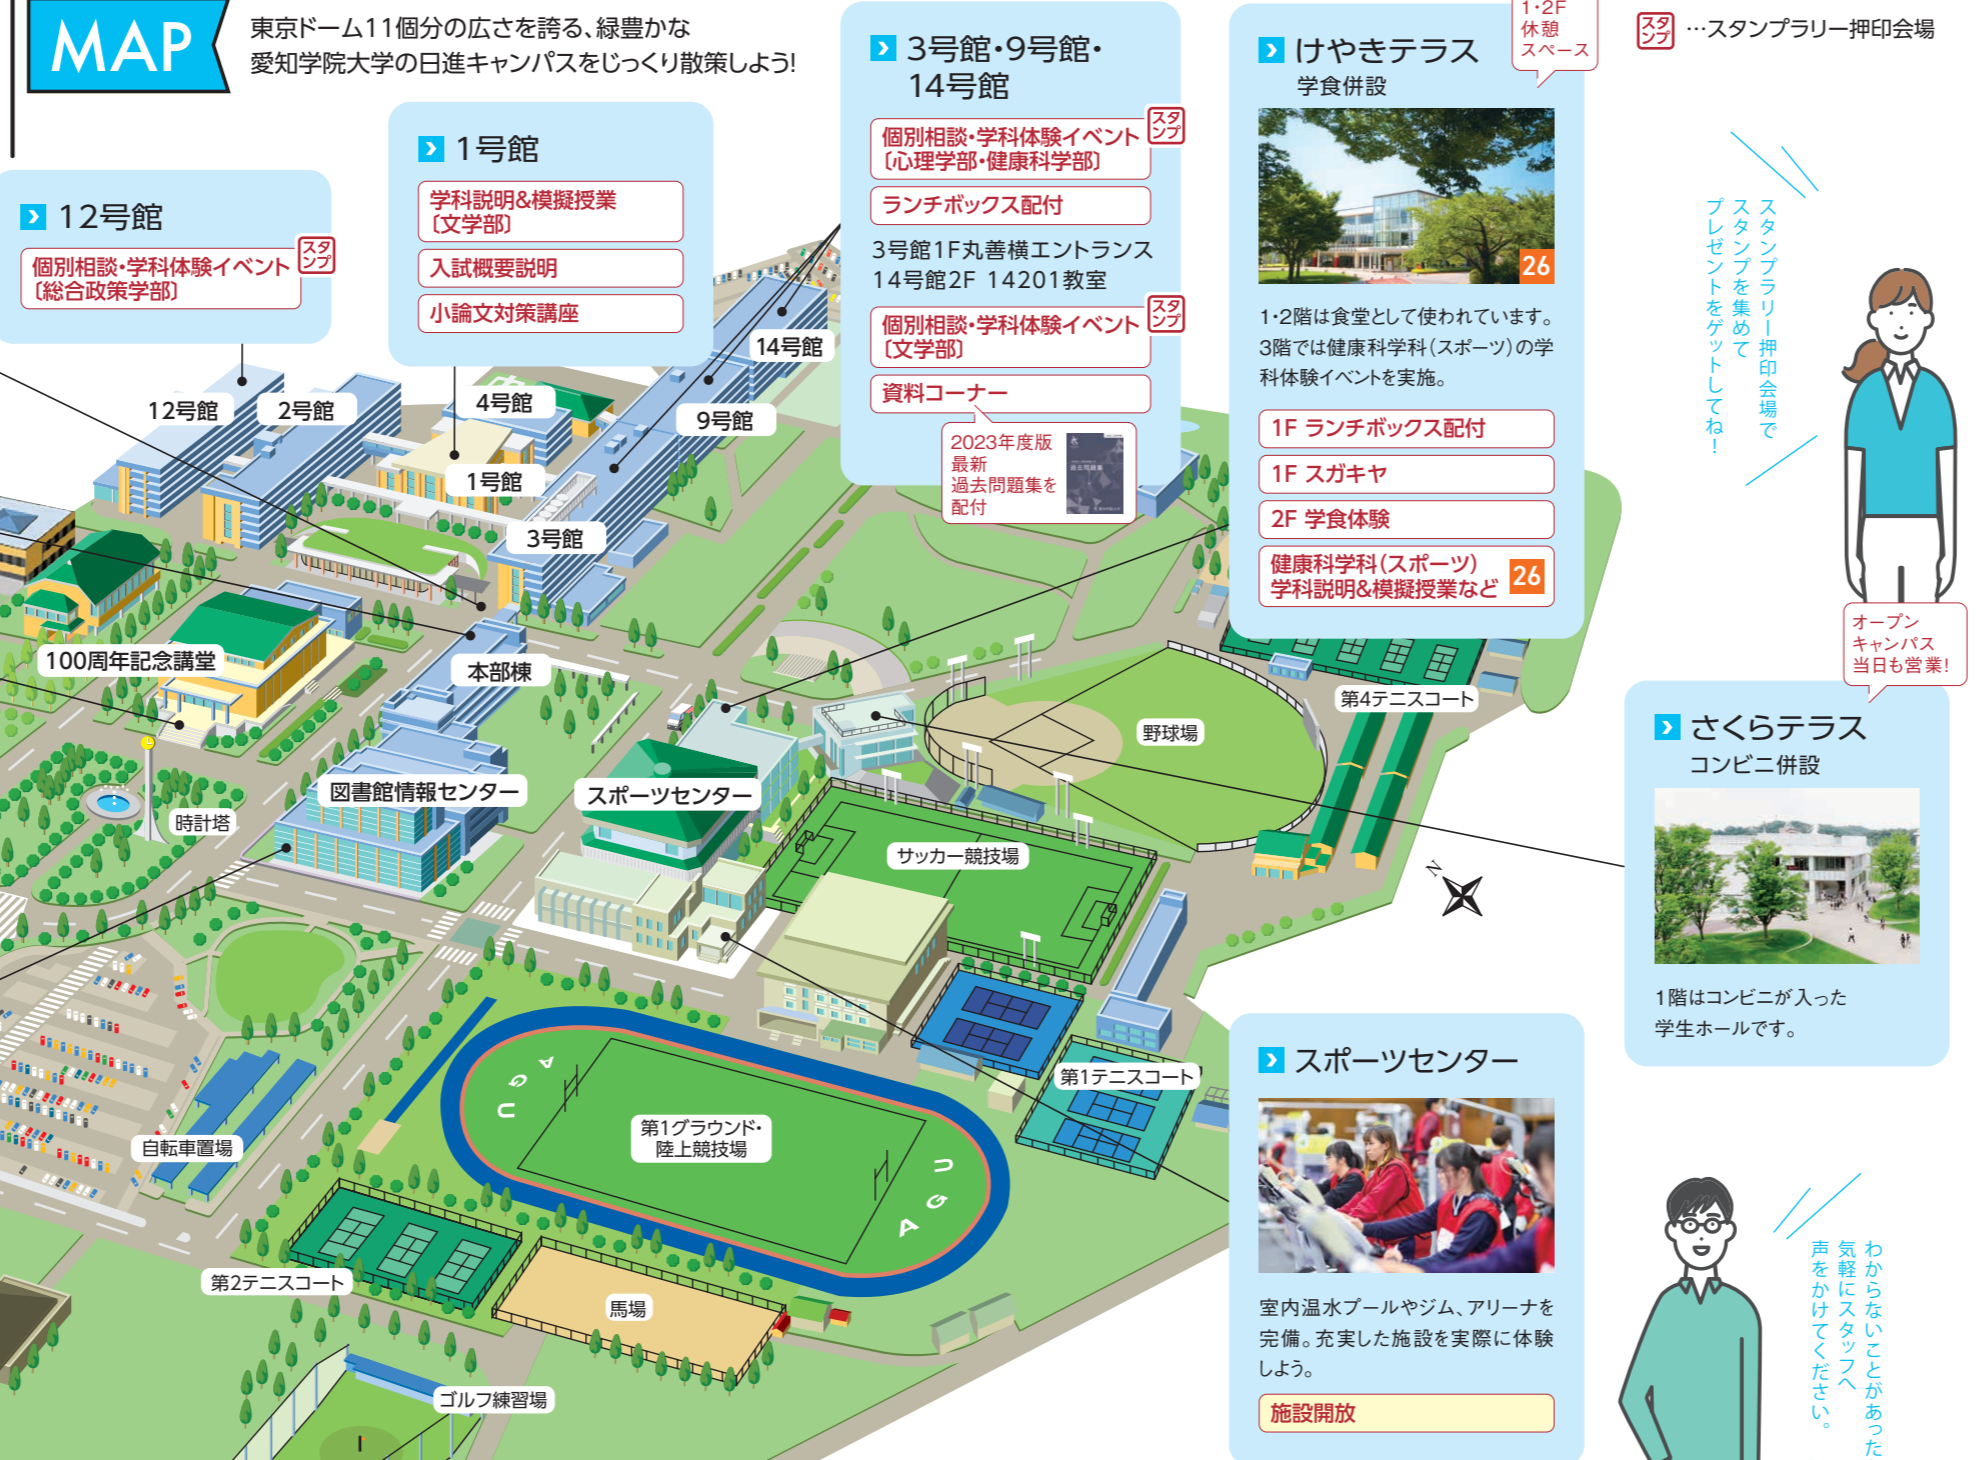 MAP
東京ドーム11個分の広さを誇る、緑豊かな
愛知学院大学の日進キャンパスをじっくり散策しよう!
スタンプ
…スタンプラリー押印会場
12号館
個別相談・学科体験イベント
〔総合政策学部〕
スタンプ
1号館
学科説明&模擬授業
〔文学部〕
入試概要説明
小論文対策講座
3号館・9号館・
14号館
個別相談・学科体験イベント
〔心理学部・健康科学部〕
スタンプ
ランチボックス配付
3号館1F丸善横エントランス
14号館2F 14201教室
個別相談・学科体験イベント
〔文学部〕
スタンプ
資料コーナー
2023年度版
最新
過去問題集を
配付
過去問題集
けやきテラス
学食併設
1・2F
休憩
スペース
26
1・2階は食堂として使われています。
3階では健康科学科(スポーツ)の学
科体験イベントを実施。
1F ランチボックス配付
1F スガキヤ
2F 学食体験
健康科学科(スポーツ)
学科説明&模擬授業など
26
スタンプラリー押印会場で
スタンプを集めて
プレゼントをゲットしてね!
オープン
キャンパス
当日も営業!
さくらテラス
コンビニ併設
1階はコンビニが入った
学生ホールです。
スポーツセンター
室内温水プールやジム、アリーナを
完備。充実した施設を実際に体験
しよう。
施設開放
わからないことがあった
気軽にスタッフへ
声をかけてください。
12号館
2号館
4号館
14号館
9号館
1号館
3号館
100周年記念講堂
本部棟
時計塔
図書館情報センター
スポーツセンター
野球場
第4テニスコート
サッカー競技場
N
第1テニスコート
第1グラウンド・
陸上競技場
AGU
AGU
自転車置場
第2テニスコート
馬場
ゴルフ練習場